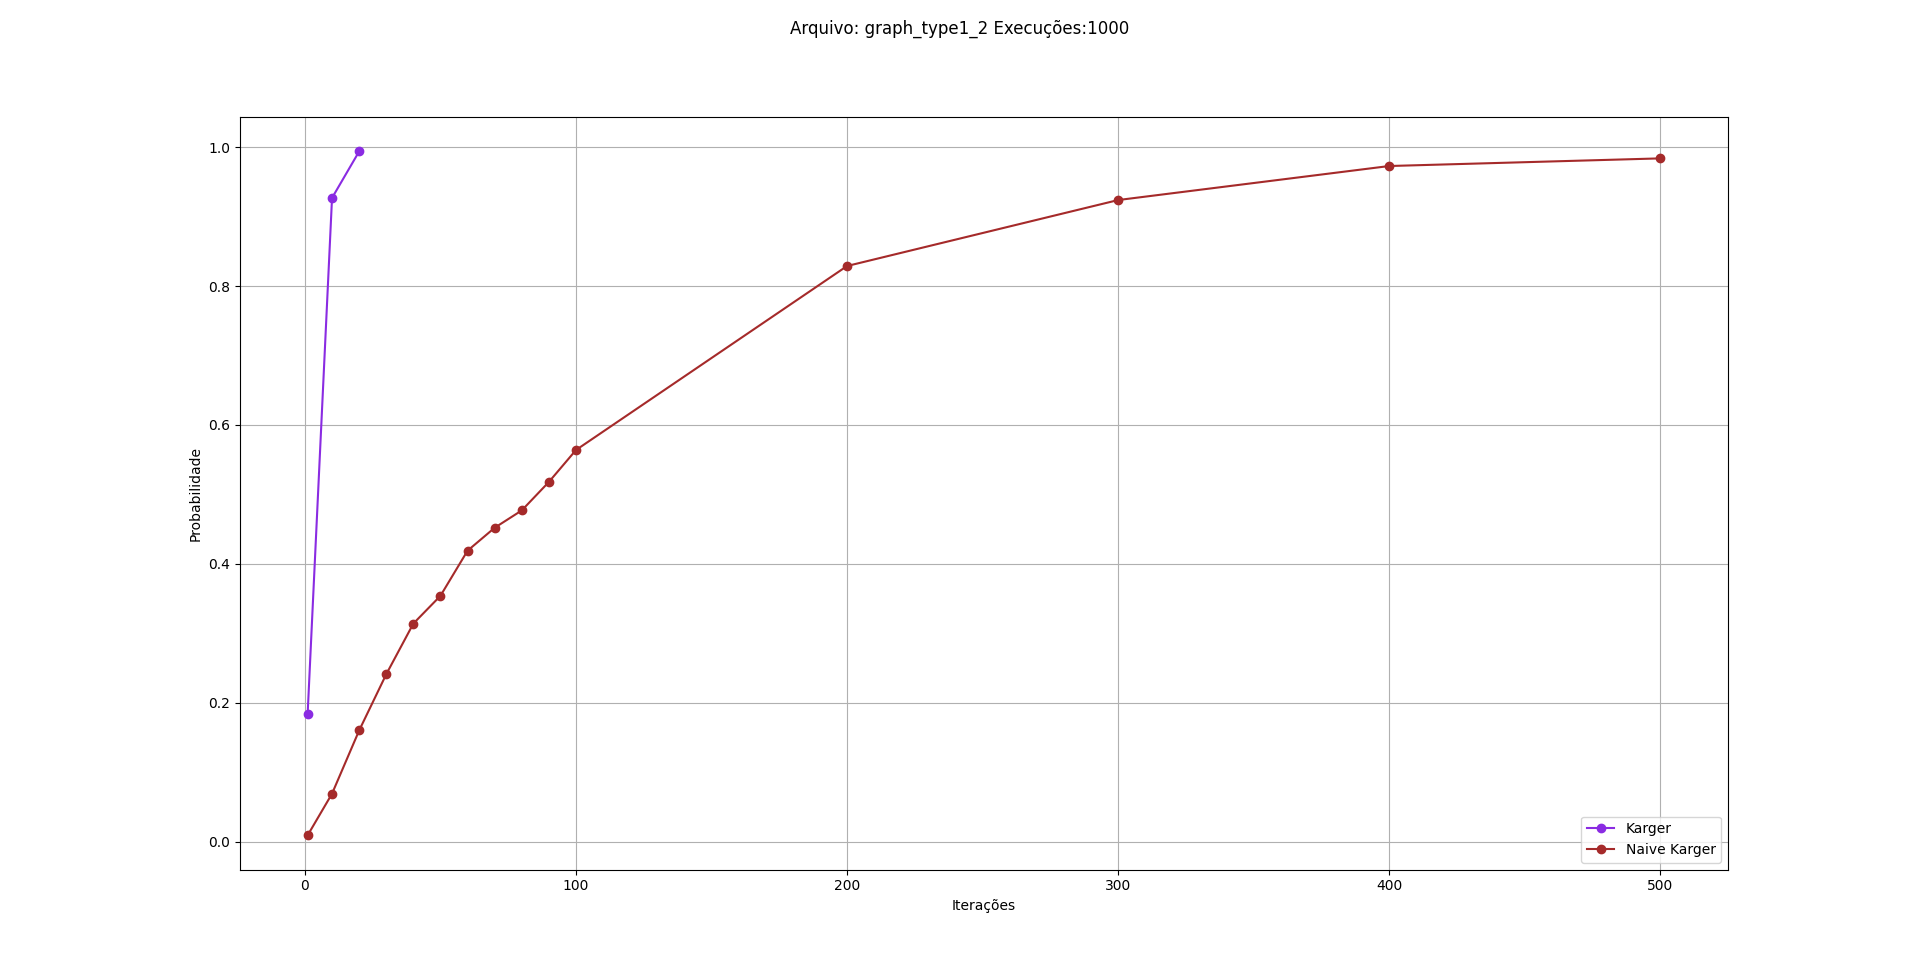 Arquivo: graph_type1_2 Execuções:1000
1.0
0.8
0.6
0.4
0.2
0.0
Probabilidade
0 100 200 300 400 500
Iterações
Karger
Naive Karger